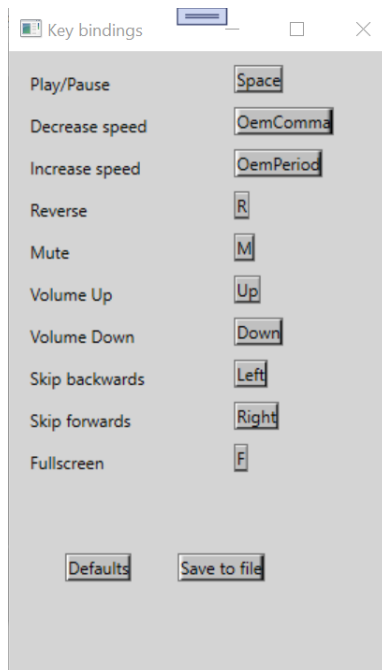 Key bindings
Play/Pause Space
Decrease speed OemComma
Increase speed OemPeriod
Reverse R
Mute M
Volume Up Up
Volume Down Down
Skip backwards Left
Skip forwards Right
Fullscreen F
Defaults Save to file